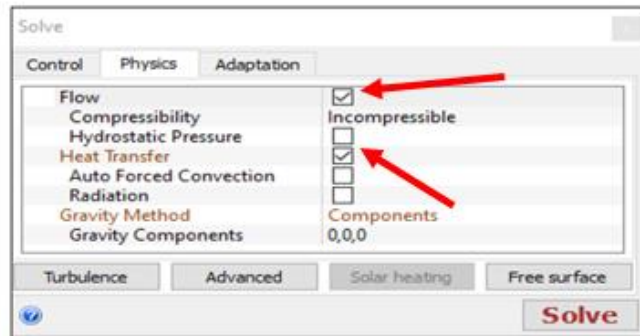 Solve
Control Physics Adaptation
Flow
Compressibility Incompressible
Hydrostatic Pressure
Heat Transfer
Auto Forced Convection
Radiation
Gravity Method Components
Gravity Components 0,0,0
Turbulence Advanced Solar heating Free surface
? Solve